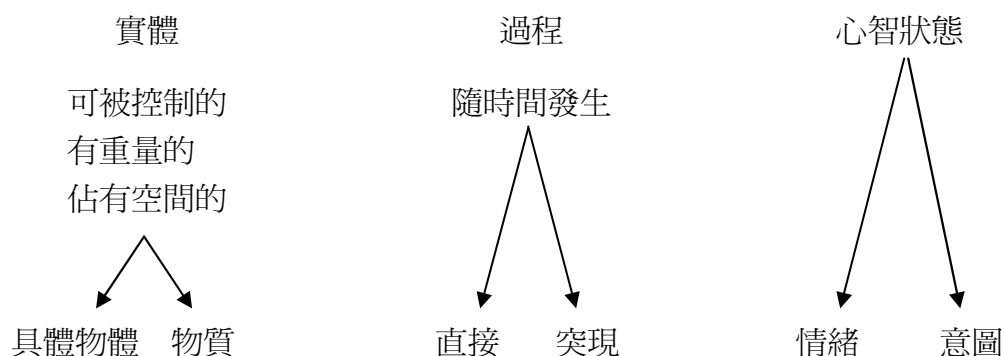 實體
過程
心智狀態
可被控制的
有重量的
佔有空間的
隨時間發生
具體物體
物質
直接
突現
情緒
意圖